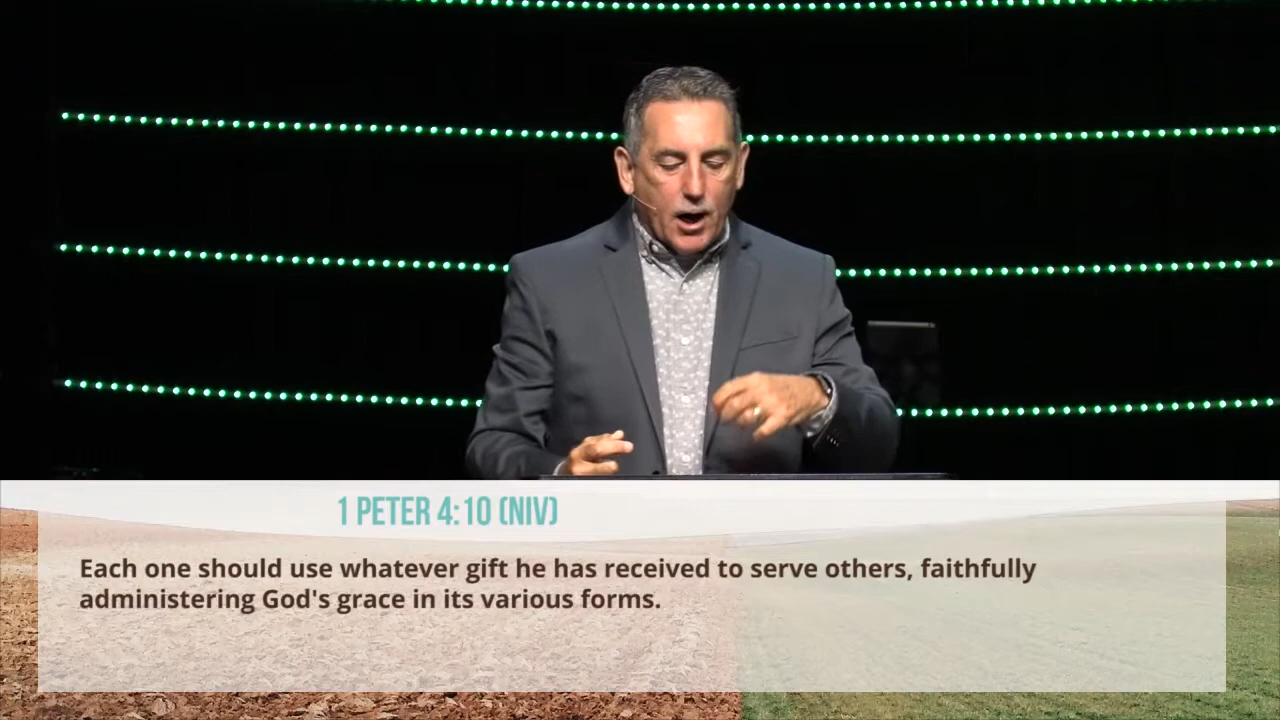 1 PETER 4:10 (NIV)
Each one should use whatever gift he has received to serve others, faithfully
administering God's grace in its various forms.